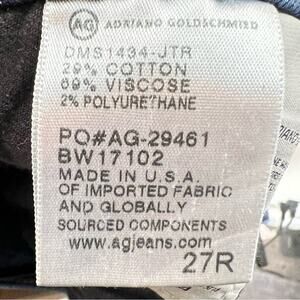 AG ADRIANO GOLDSCHMIED
DMS1434-JTR
29% COTTON
69% VISCOSE
2% POLYURETHANE
PO#AG-29461
BW17102
MADE IN U.S.A.
OF IMPORTED FABRIC
AND GLOBALLY
SOURCED COMPONENTS
www.agjeans.com
27R